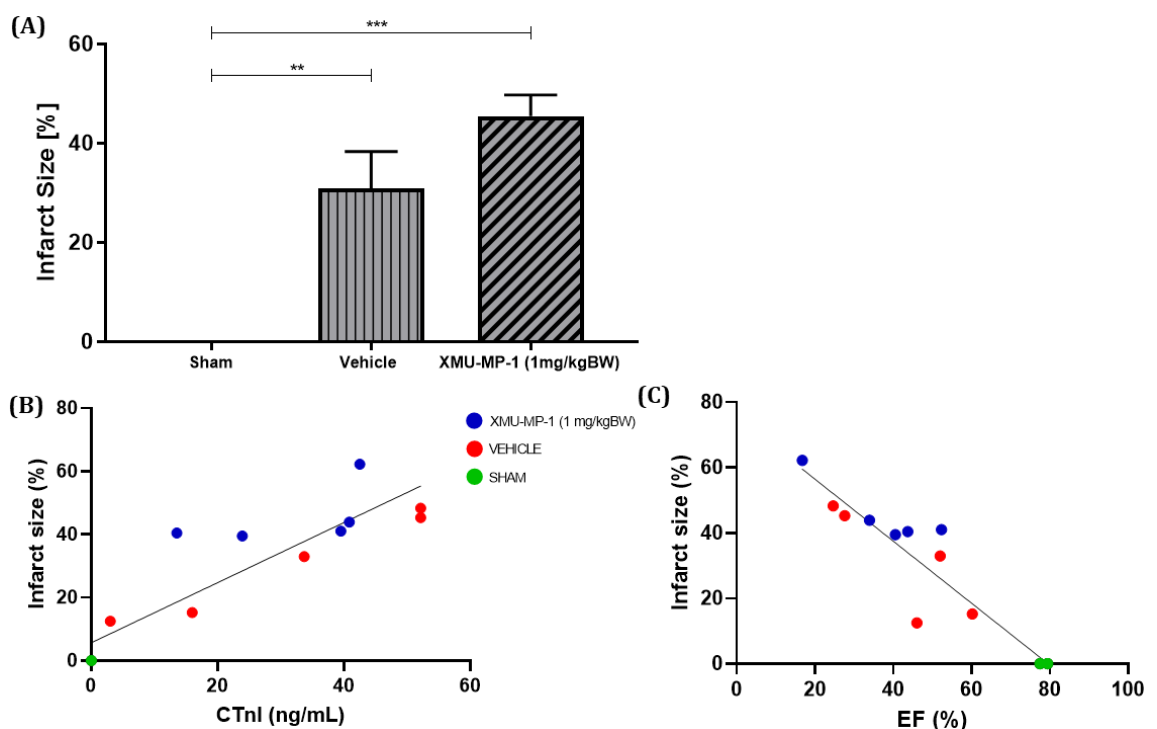 (A)
***
**
60
40
20
0
Infarct Size [%]
Sham Vehicle XMU-MP-1 (1mg/kgBW)
(B)
80
60
40
20
0
Infarct size (%)
0 20 40 60
CTnI (ng/mL)
XMU-MP-1 (1 mg/kgBW)
VEHICLE
SHAM
(C)
80
60
40
20
0
Infarct size (%)
0 20 40 60 80 100
EF (%)